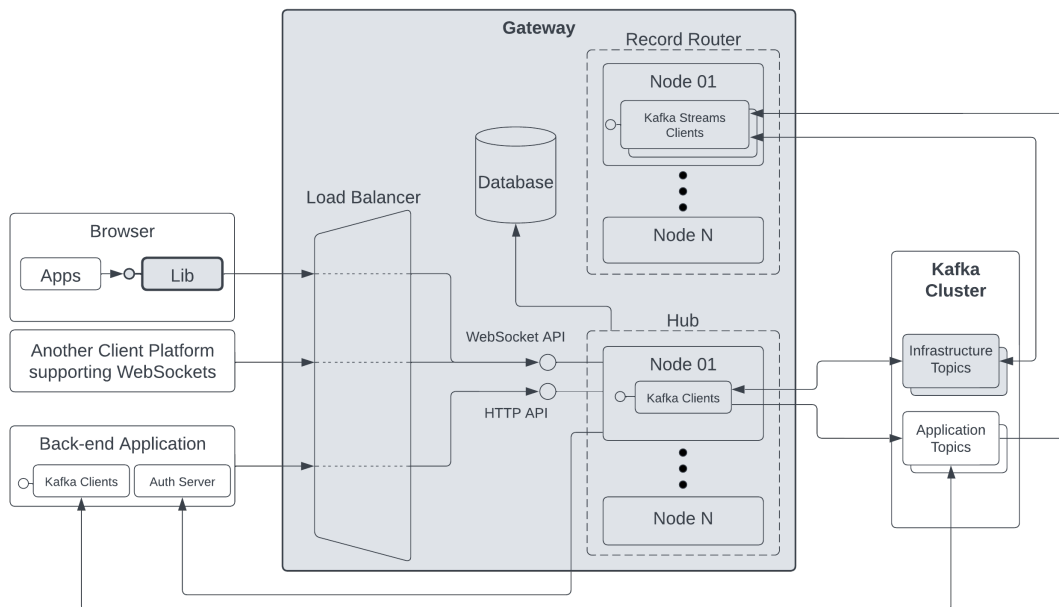 Gateway
Record Router
Node 01
Kafka Streams
Clients
Node N
Database
Load Balancer
Browser
Apps
Lib
Another Client Platform
supporting WebSockets
Back-end Application
Kafka Clients
Auth Server
WebSocket API
HTTP API
Hub
Node 01
Kafka Clients
Node N
Kafka
Cluster
Infrastructure
Topics
Application
Topics